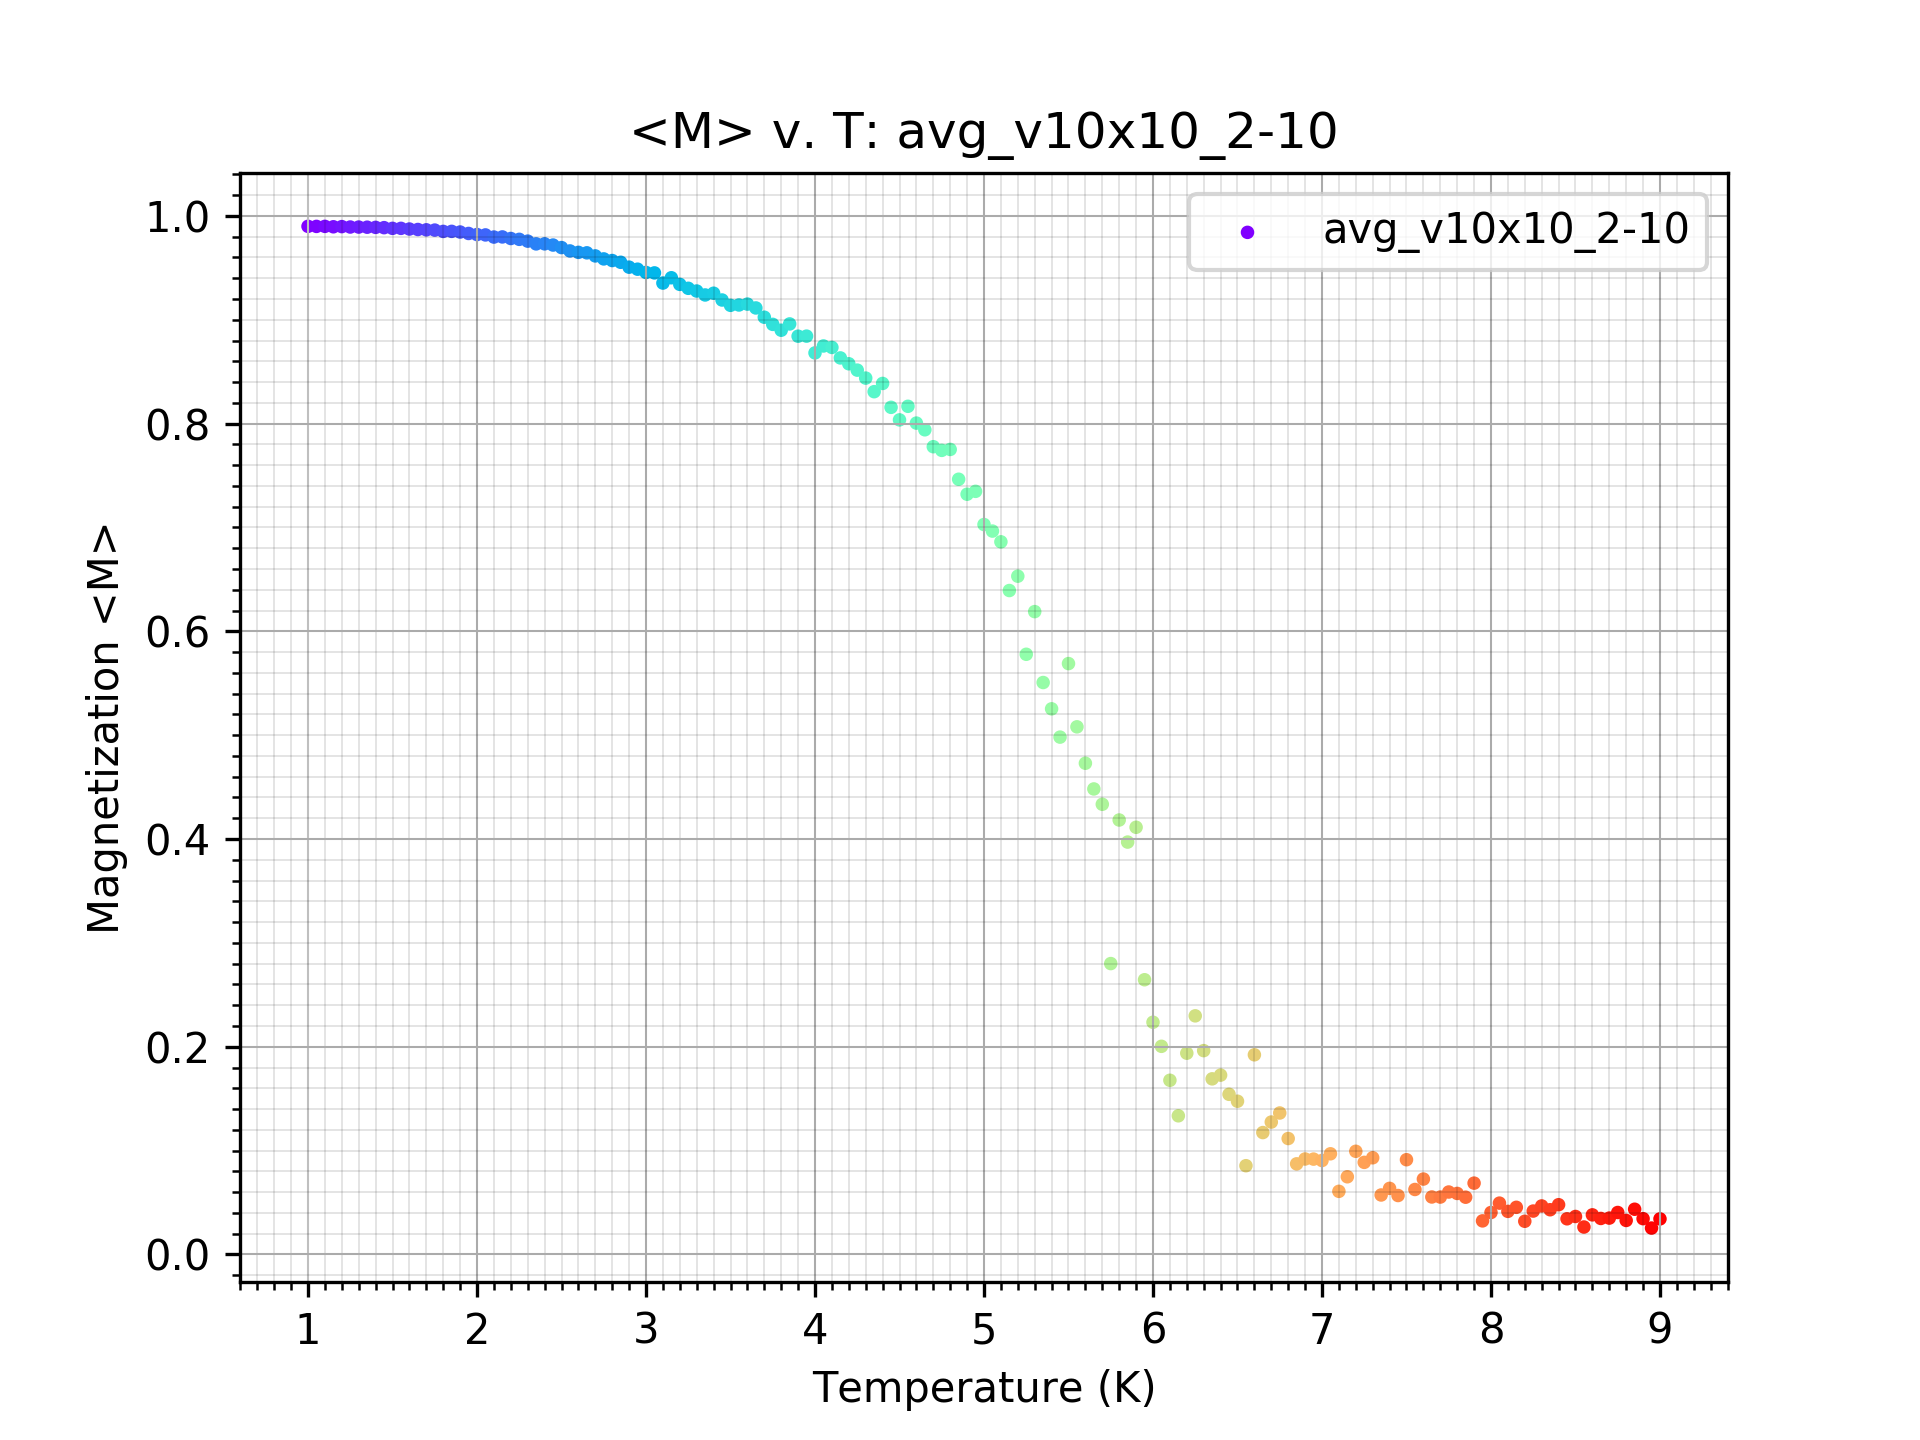 <M> v. T: avg_v10x10_2-10
avg_v10x10_2-10
Magnetization <M>
1.0
0.8
0.6
0.4
0.2
0.0
1 2 3 4 5 6 7 8 9
Temperature (K)